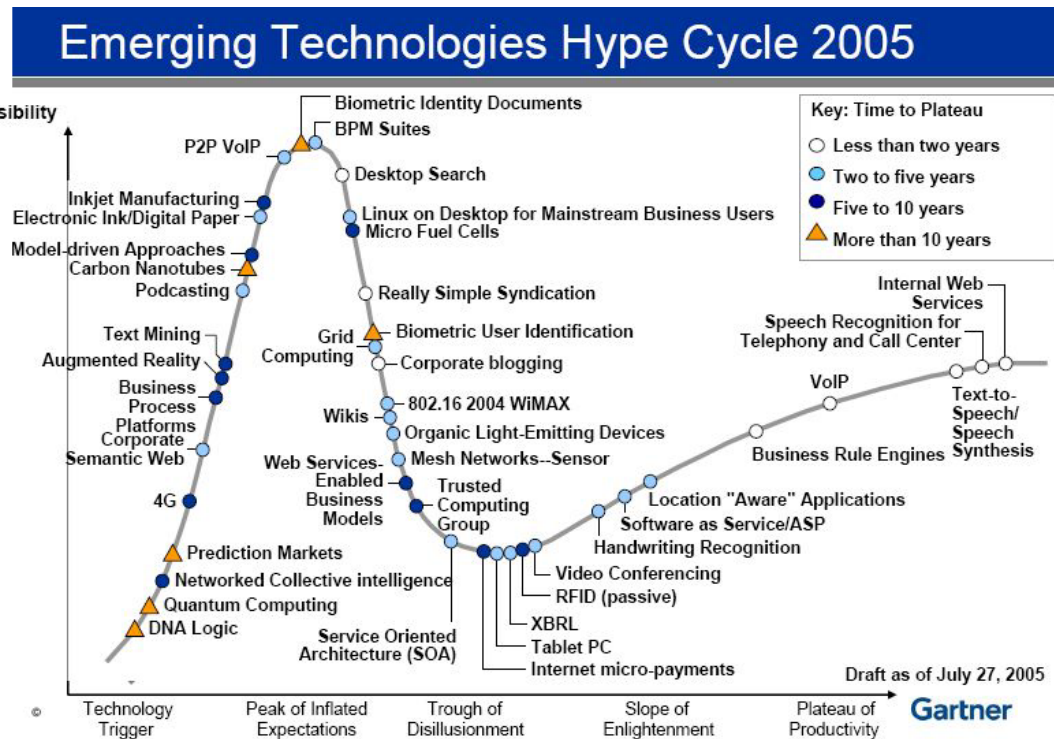 Emerging Technologies Hype Cycle 2005
sibility
Biometric Identity Documents
BPM Suites
P2P VoIP
Desktop Search
Inkjet Manufacturing
Electronic Ink/Digital Paper
Linux on Desktop for Mainstream Business Users
Micro Fuel Cells
Model-driven Approaches
Carbon Nanotubes
Podcasting
Really Simple Syndication
Biometric User Identification
Grid
Computing
Corporate blogging
Text Mining
Augmented Reality
Business
Process
Platforms
Corporate
Semantic Web
802.16 2004 WiMAX
Wikis
Organic Light-Emitting Devices
Mesh Networks--Sensor
Web Services-
Enabled
Business
Models
Trusted
Computing
Group
4G
Prediction Markets
Networked Collective intelligence
Quantum Computing
DNA Logic
Service Oriented
Architecture (SOA)
Video Conferencing
RFID (passive)
XBRL
Tablet PC
Internet micro-payments
Location "Aware" Applications
Software as Service/ASP
Handwriting Recognition
Business Rule Engines
VoIP
Text-to-
Speech/
Speech
Synthesis
Speech Recognition for
Telephony and Call Center
Internal Web
Services
Key: Time to Plateau
Less than two years
Two to five years
Five to 10 years
More than 10 years
Draft as of July 27, 2005
©
Technology
Trigger
Peak of Inflated
Expectations
Trough of
Disillusionment
Slope of
Enlightenment
Plateau of
Productivity
Gartner